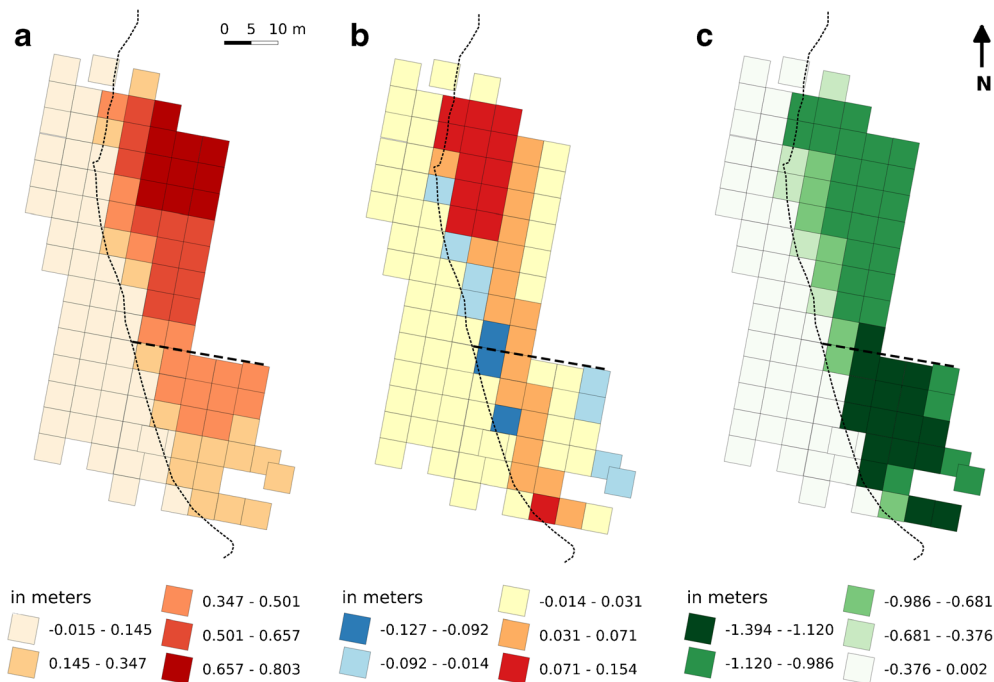 a
0 5 10 m
b
c
N
in meters
-0.015 - 0.145
0.145 - 0.347
0.347 - 0.501
0.501 - 0.657
0.657 - 0.803
in meters
-0.127 - -0.092
-0.092 - -0.014
-0.014 - 0.031
0.031 - 0.071
0.071 - 0.154
in meters
-1.394 - -1.120
-1.120 - -0.986
-0.986 - -0.681
-0.681 - -0.376
-0.376 - 0.002